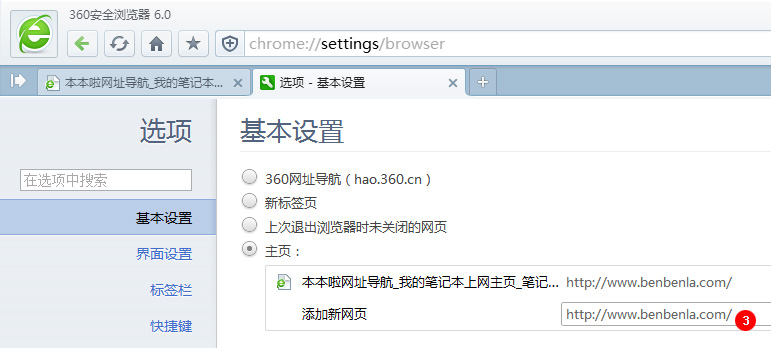 360安全浏览器 6.0
chrome://settings/browser
本本啦网址导航_我的笔记本... 选项 - 基本设置
选项
在选项中搜索
基本设置
界面设置
标签栏
快捷键
基本设置
360网址导航（hao.360.cn）
新标签页
上次退出浏览器时未关闭的网页
主页：
本本啦网址导航_我的笔记本上网主页_笔记... http://www.benbenla.com/
添加新网页 http://www.benbenla.com/ 3